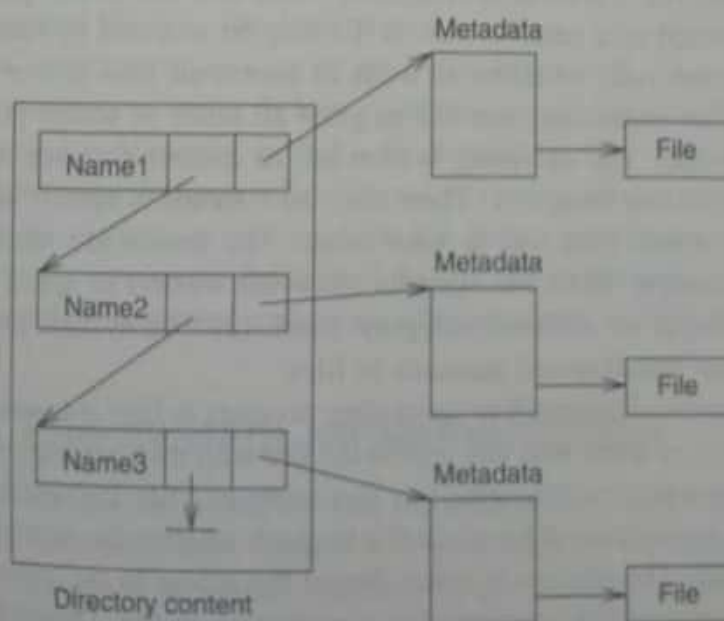 Metadata
Name1
File
Metadata
Name2
File
Name3
Metadata
File
Directory content